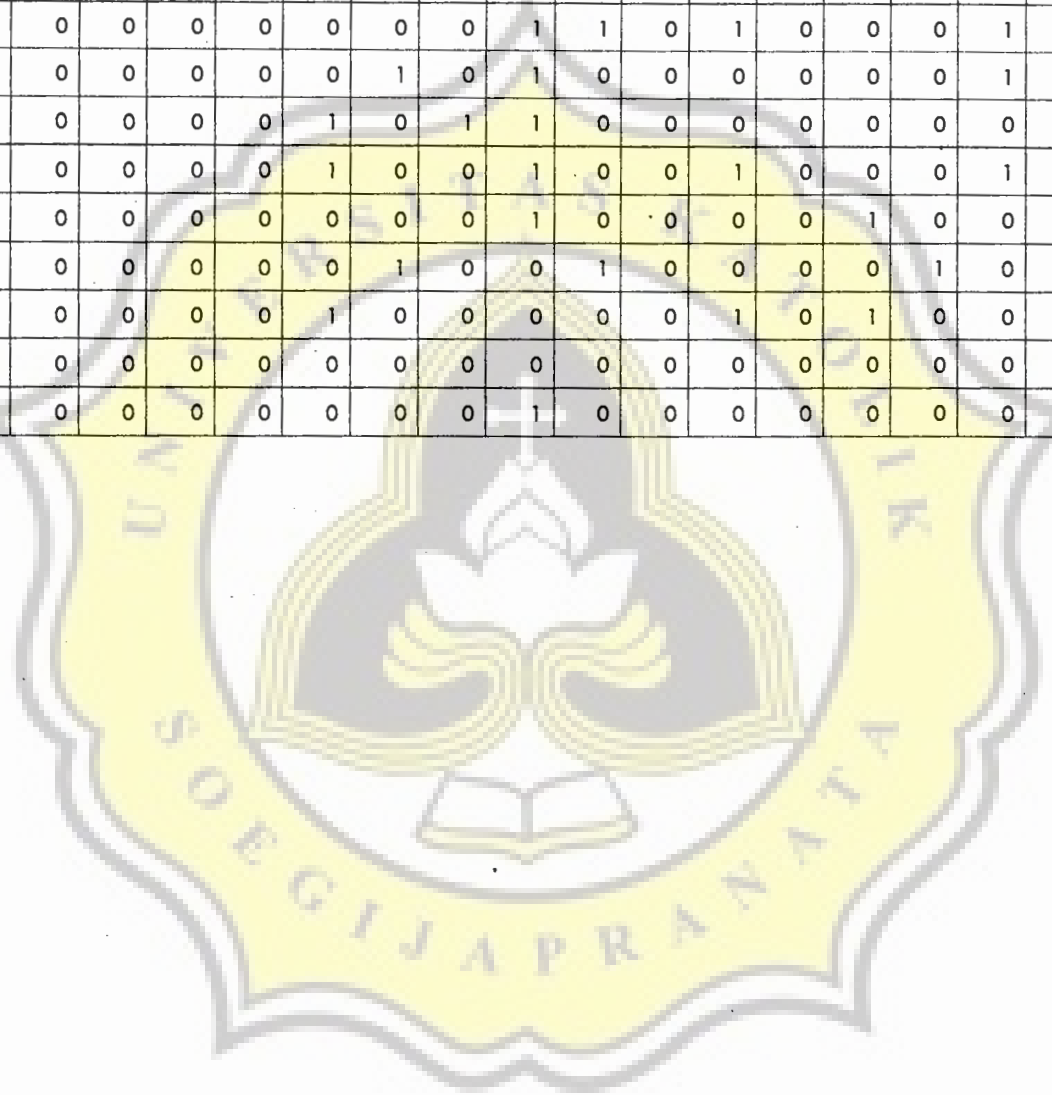 0 0 0 0 0 0 0 1 1 0 1 0 0 0 1
0 0 0 0 0 1 0 1 0 0 0 0 0 0 1
0 0 0 0 1 0 1 1 0 0 0 0 0 0 0
0 0 0 0 1 0 0 1 0 0 1 0 0 0 1
0 0 0 0 0 0 0 1 0 0 0 0 1 0 0
0 0 0 0 0 1 0 0 1 0 0 0 0 1 0
0 0 0 0 1 0 0 0 0 0 1 0 1 0 0
0 0 0 0 0 0 0 0 0 0 0 0 0 0 0
0 0 0 0 0 0 0 1 0 0 0 0 0 0 0
UNIVERSITAS KATOLIK
SOEGIJAPRANATA